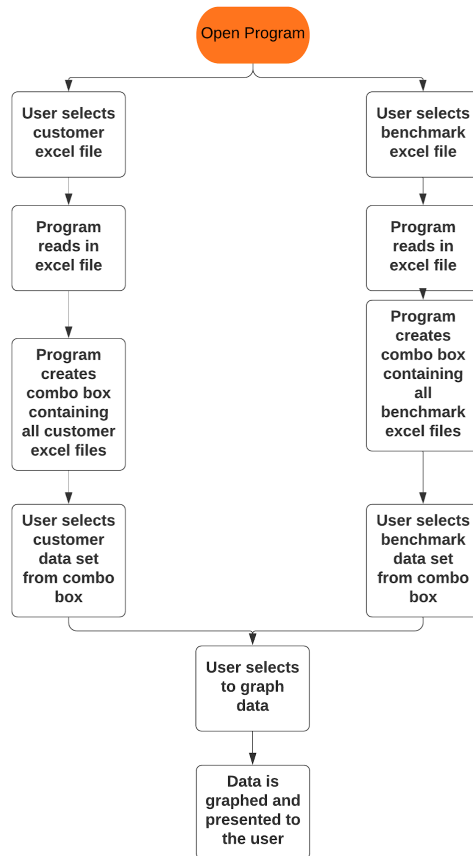 Open Program
User selects
customer
excel file
User selects
benchmark
excel file
Program
reads in
excel file
Program
reads in
excel file
Program
creates
combo box
containing
all customer
excel files
Program
creates
combo box
containing
all
benchmark
excel files
User selects
customer
data set
from combo
box
User selects
benchmark
data set
from combo
box
User selects
to graph
data
Data is
graphed and
presented to
the user